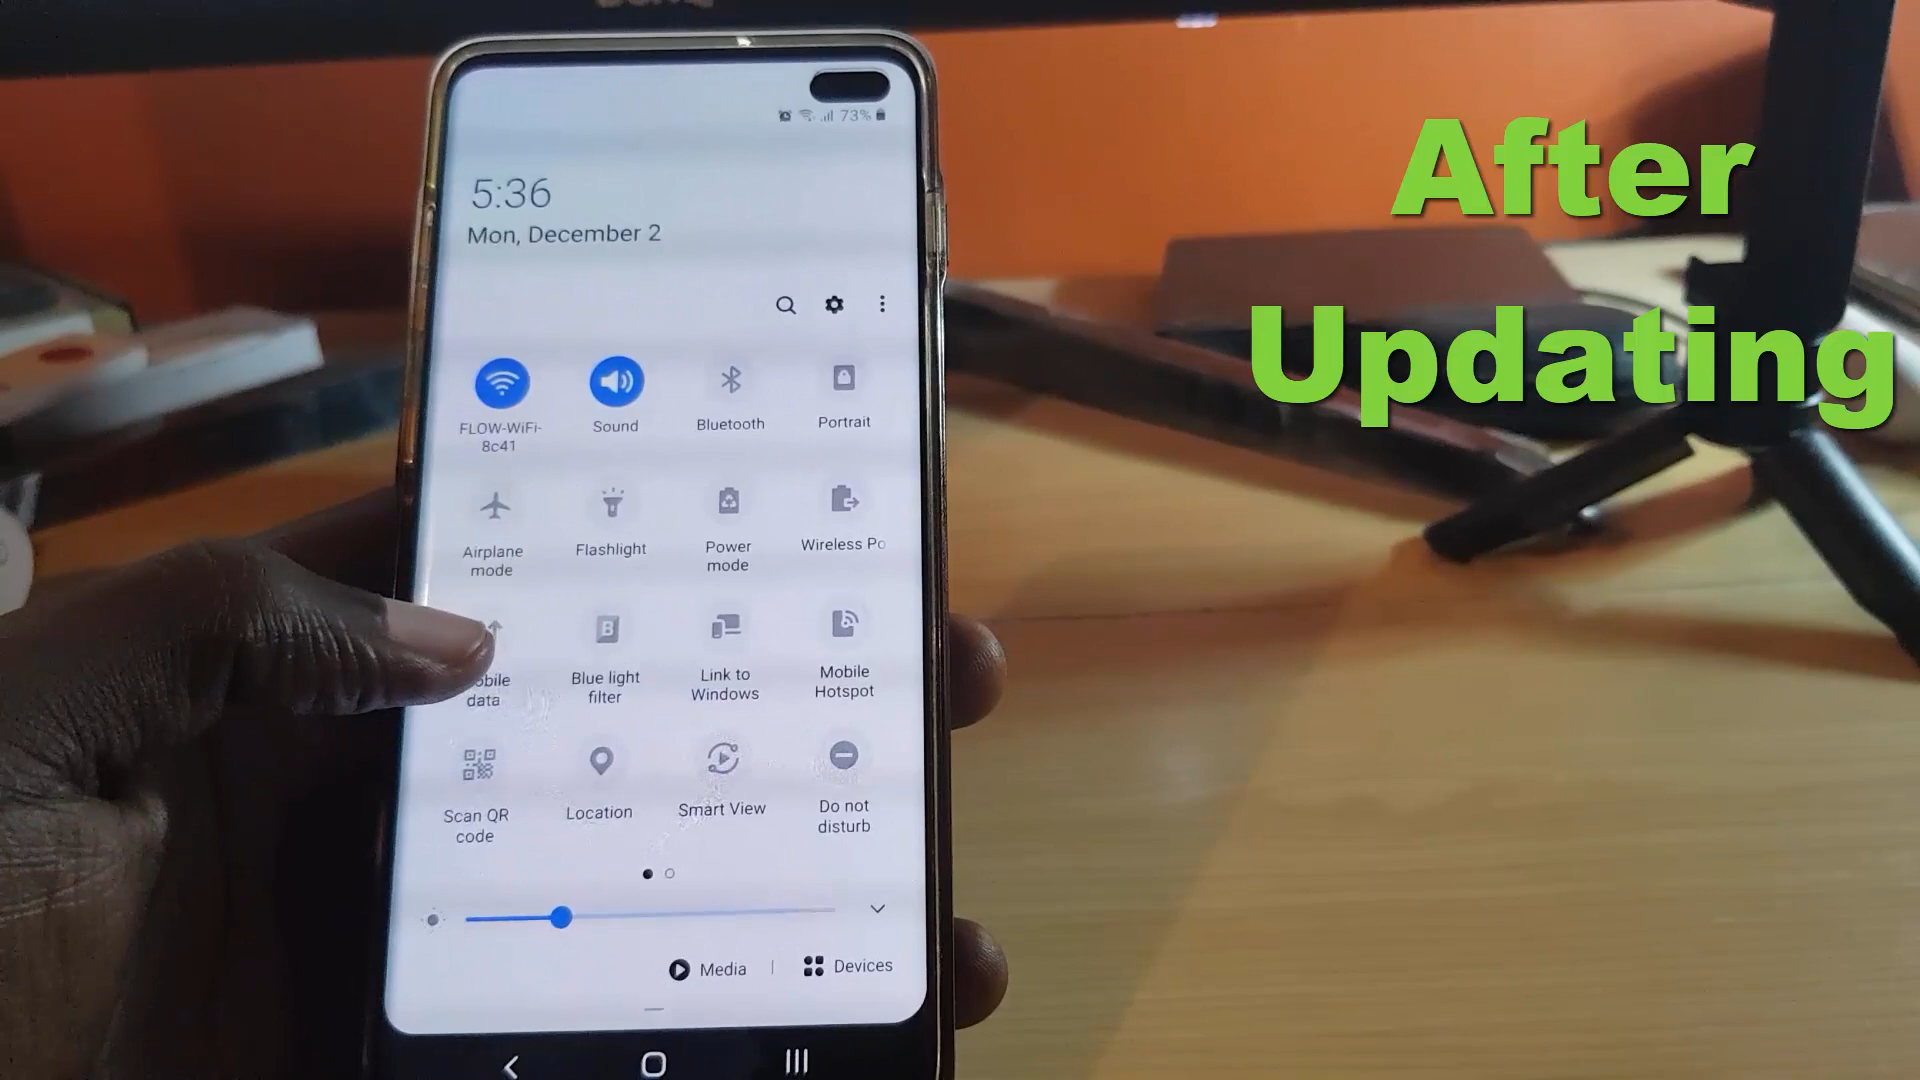 After
Updating
73%
5:36
Mon, December 2
FLOW-WiFi-
8c41
Sound
Bluetooth
Portrait
Airplane
mode
Flashlight
Power
mode
Wireless Po
obile
data
Blue light
filter
B
Link to
Windows
Mobile
Hotspot
Scan QR
code
Location
Smart View
Do not
disturb
Media
Devices